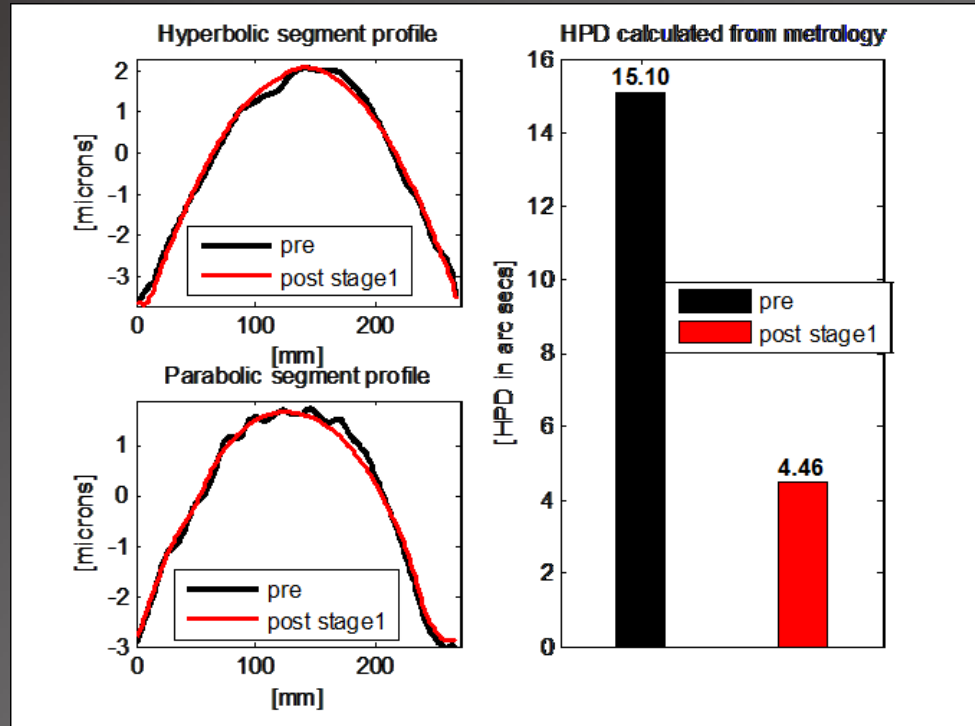 Hyperbolic segment profile
2
1
0
-1
-2
-3
[microns]
pre
post stage1
0
100
200
[mm]
Parabolic segment profile
1
0
-1
-2
-3
[microns]
pre
post stage1
0
100
200
[mm]
HPD calculated from metrology
16
14
12
10
8
6
4
2
0
[HPD in arc secs]
15.10
pre
post stage1
4.46